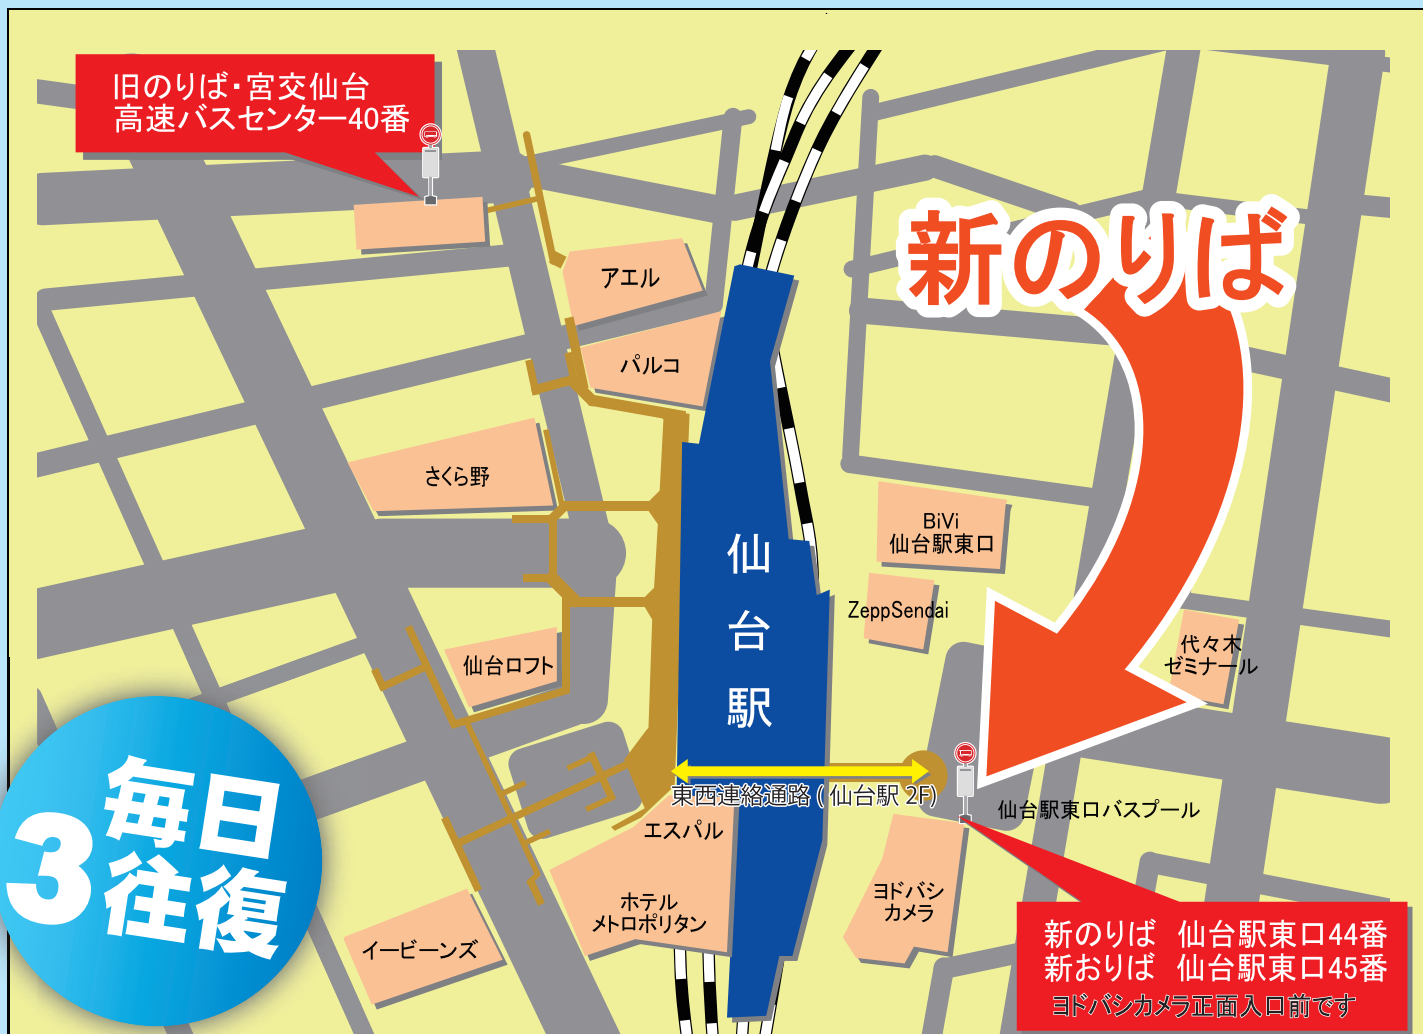 旧のりば・宮交仙台
高速バスセンター40番
新のりば
アエル
パルコ
さくら野
仙台駅
BiVi
仙台駅東口
ZeppSendai
代々木
ゼミナール
仙台ロフト
毎日
3往復
東西連絡通路(仙台駅 2F)
仙台駅東口バスプール
エスパル
ホテル
メトロポリタン
ヨドバシ
カメラ
イービーンズ
新のりば 仙台駅東口44番
新おりば 仙台駅東口45番
ヨドバシカメラ正面入口前です